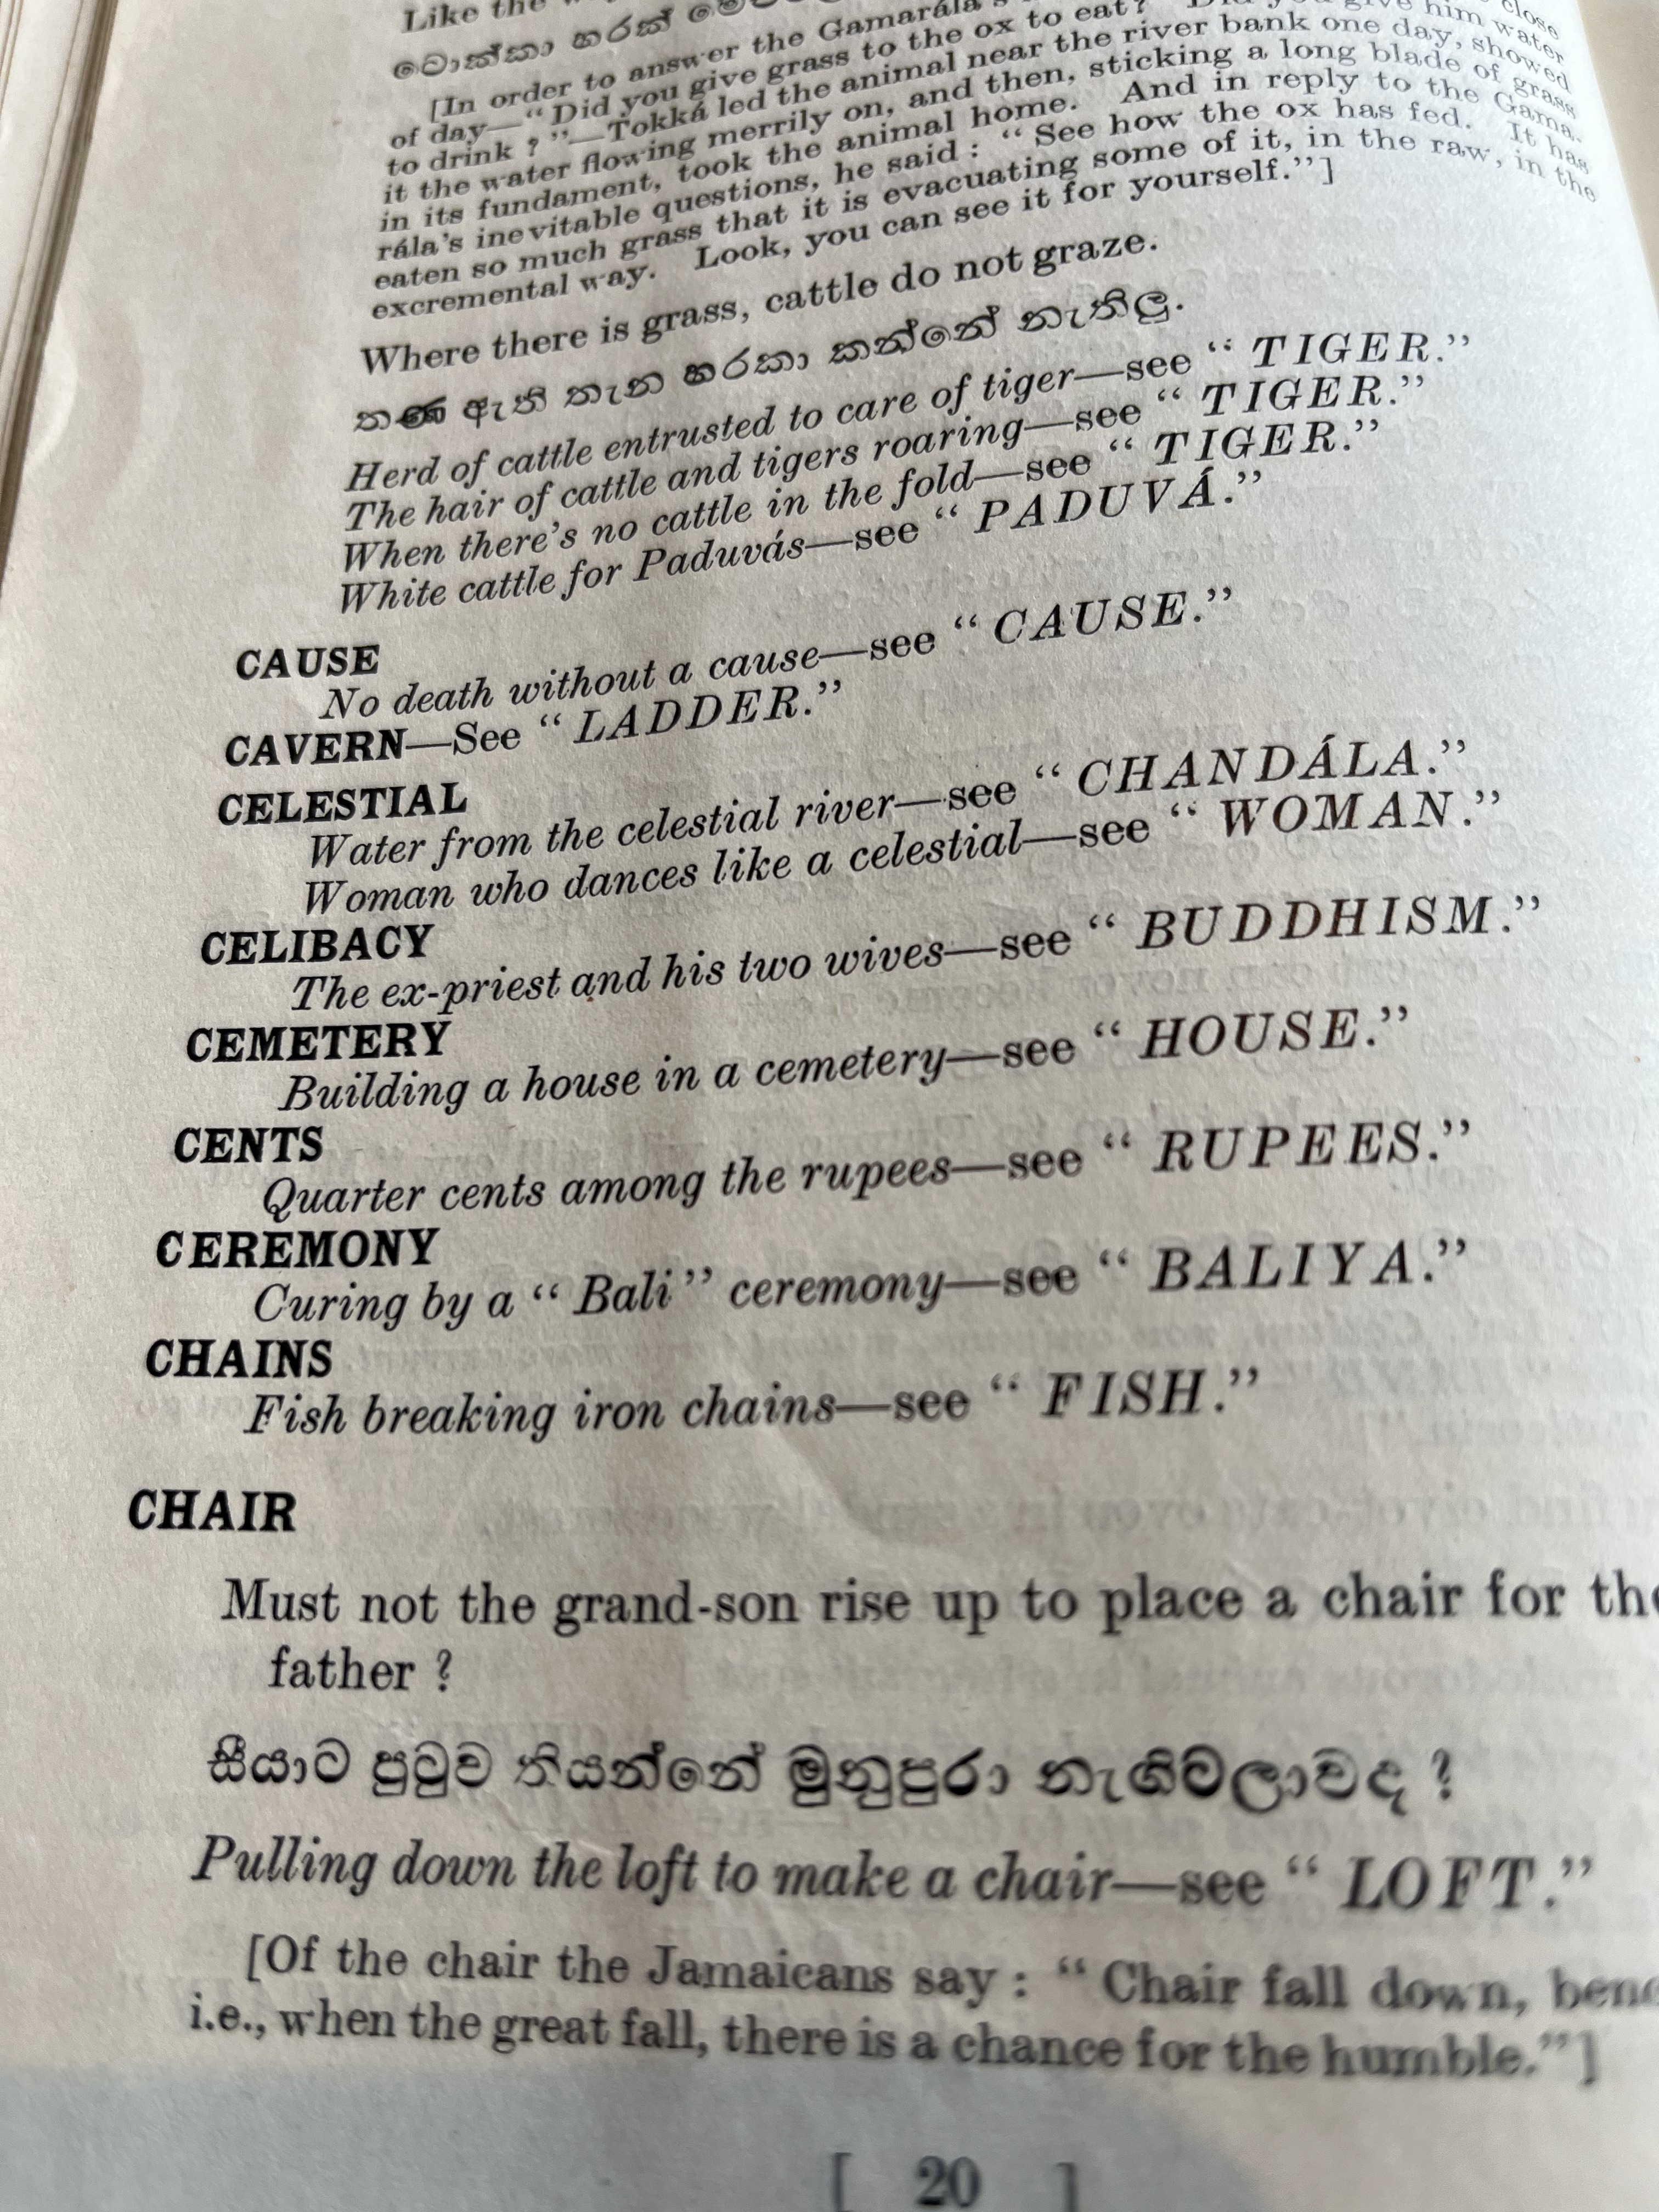 Like the
ටොක්කා හරක්
[In order to answer the Gamarála's close
of day—“Did you give grass to the ox to eat? Did you give him water
to drink ?”—Tokká led the animal near the river bank one day, showed
it the water flowing merrily on, and then, sticking a long blade of grass
in its fundament, took the animal home. And in reply to the Gama-
rála's inevitable questions, he said : “See how the ox has fed. It has
eaten so much grass that it is evacuating some of it, in the raw, in the
excremental way. Look, you can see it for yourself.”]
Where there is grass, cattle do not graze.
තණ ඇති තැන හරකා කන්නේ නැතිලු.
Herd of cattle entrusted to care of tiger—see “TIGER.”
The hair of cattle and tigers roaring—see “TIGER.”
When there's no cattle in the fold—see “TIGER.”
White cattle for Paduvás—see “PADUVÁ.”
CAUSE
No death without a cause—see “CAUSE.”
CAVERN—See “LADDER.”
CELESTIAL
Water from the celestial river—see “CHANDÁLA.”
Woman who dances like a celestial—see “WOMAN.”
CELIBACY
The ex-priest and his two wives—see “BUDDHISM.”
CEMETERY
Building a house in a cemetery—see “HOUSE.”
CENTS
Quarter cents among the rupees—see “RUPEES.”
CEREMONY
Curing by a “Bali” ceremony—see “BALIYA.”
CHAINS
Fish breaking iron chains—see “FISH.”
CHAIR
Must not the grand-son rise up to place a chair for
father ?
සීයාට පුටුව තියන්නේ මුනුපුරා නැගිටලාවද ?
Pulling down the loft to make a chair—see “LOFT.”
[Of the chair the Jamaicans say : “Chair fall down,
i.e., when the great fall, there is a chance for the humble.”]
[ 20 ]